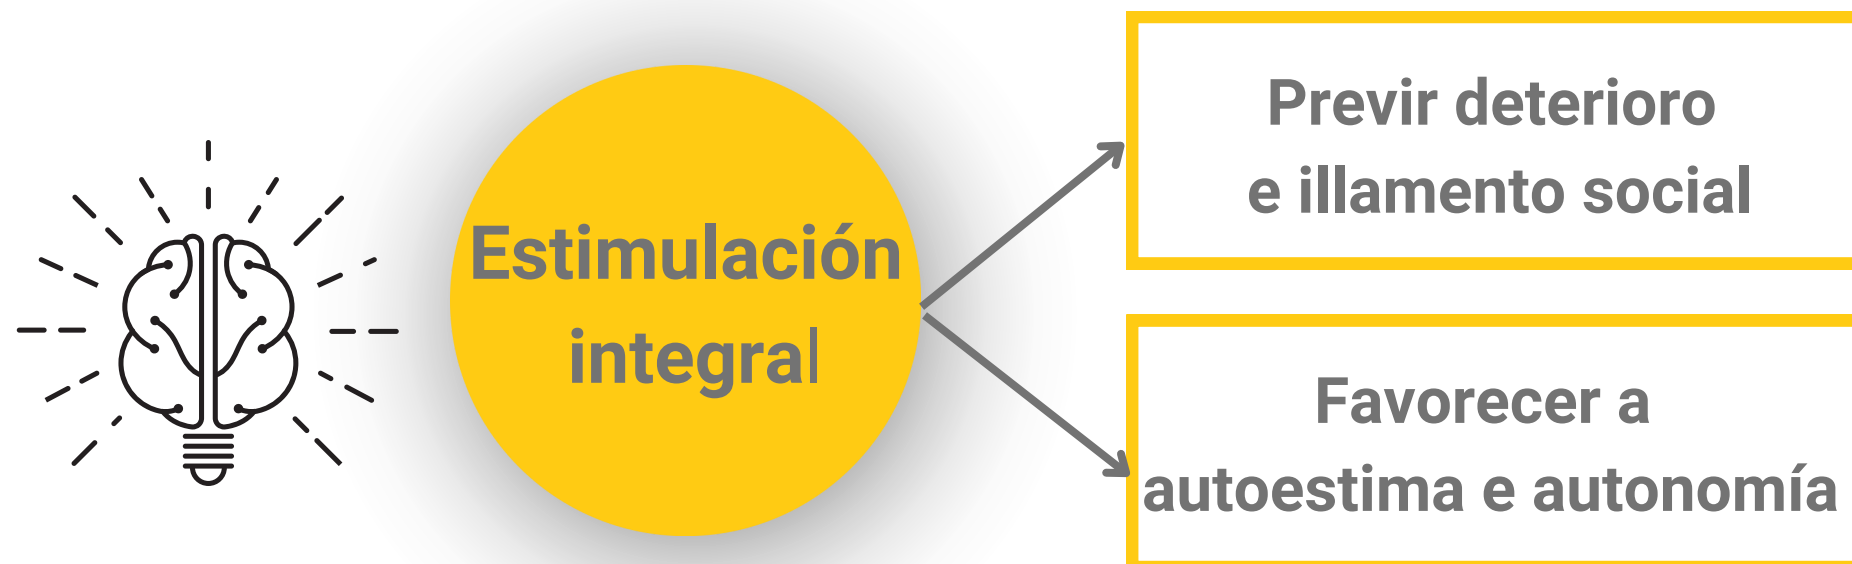 Estimulación
integral
Previr deterioro
e illamento social
Favorecer a
autoestima e autonomía